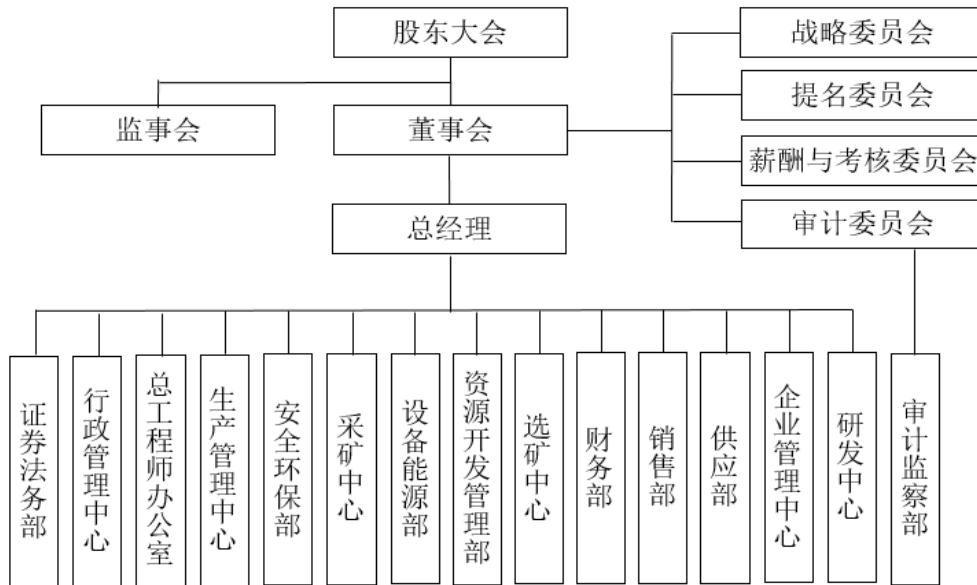 股东大会
战略委员会
提名委员会
监事会
董事会
薪酬与考核委员会
总经理
审计委员会
证券法务部
行政管理中心
总工程师办公室
生产管理中心
安全环保部
采矿中心
设备能源部
资源开发管理部
选矿中心
财务部
销售部
供应部
企业管理中心
研发中心
审计监察部